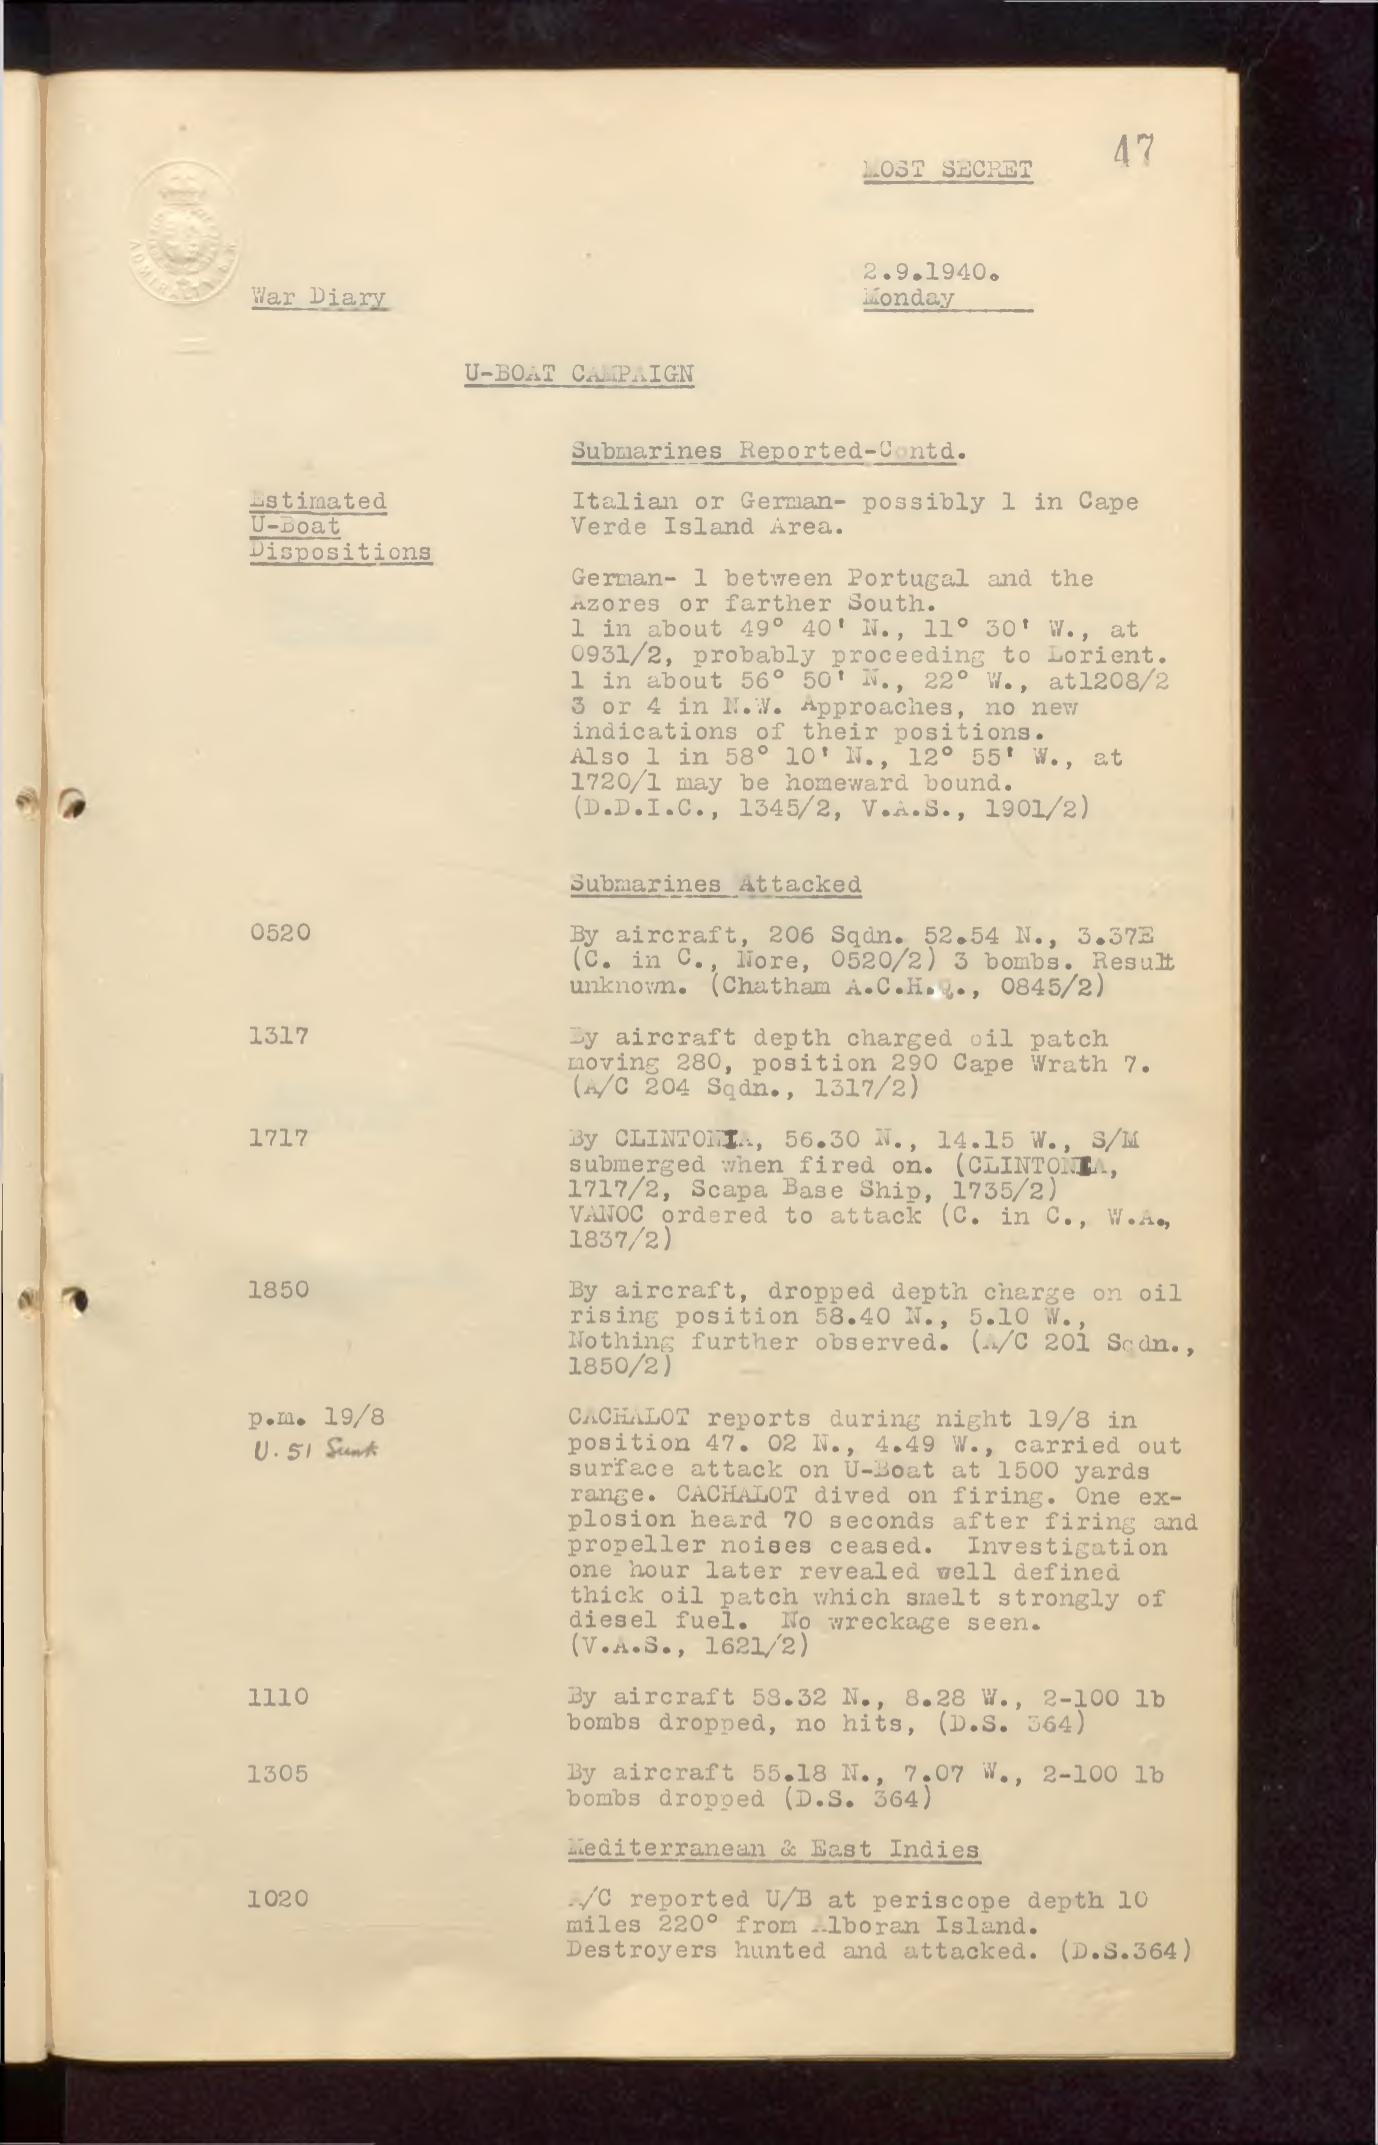 47
MOST SECRET
2.9.1940.
War Diary
Monday
U-BOAT CAMPAIGN
Submarines Reported-Contd.
Estimated
U-Boat
Dispositions
Italian or German- possibly 1 in Cape
Verde Island Area.
German- 1 between Portugal and the
Azores or farther South.
1 in about 49° 40' N., 11° 30' W., at
0931/2, probably proceeding to Lorient.
1 in about 56° 50' N., 22° W., at1208/2
3 or 4 in N.W. Approaches, no new
indications of their positions.
Also 1 in 58° 10' N., 12° 55' W., at
1720/1 may be homeward bound.
(D.D.I.C., 1345/2, V.A.S., 1901/2)
Submarines Attacked
0520
By aircraft, 206 Sqdn. 52.54 N., 3.37E
(C. in C., Nore, 0520/2) 3 bombs. Result
unknown. (Chatham A.C.H.Q., 0845/2)
1317
By aircraft depth charged oil patch
moving 280, position 290 Cape Wrath 7.
(A/C 204 Sqdn., 1317/2)
1717
By CLINTONIA, 56.30 N., 14.15 W., S/M
submerged when fired on. (CLINTONIA,
1717/2, Scapa Base Ship, 1735/2)
VANOC ordered to attack (C. in C., W.A.,
1837/2)
1850
By aircraft, dropped depth charge on oil
rising position 58.40 N., 5.10 W.,
Nothing further observed. (A/C 201 Sqdn.,
1850/2)
p.m. 19/8
U. 51 Sunk
CACHALOT reports during night 19/8 in
position 47. 02 N., 4.49 W., carried out
surface attack on U-Boat at 1500 yards
range. CACHALOT dived on firing. One ex-
plosion heard 70 seconds after firing and
propeller noises ceased. Investigation
one hour later revealed well defined
thick oil patch which smelt strongly of
diesel fuel. No wreckage seen.
(V.A.S., 1621/2)
1110
By aircraft 58.32 N., 8.28 W., 2-100 lb
bombs dropped, no hits, (D.S. 364)
1305
By aircraft 55.18 N., 7.07 W., 2-100 lb
bombs dropped (D.S. 364)
Mediterranean & East Indies
1020
A/C reported U/B at periscope depth 10
miles 220° from Alboran Island.
Destroyers hunted and attacked. (D.S.364)